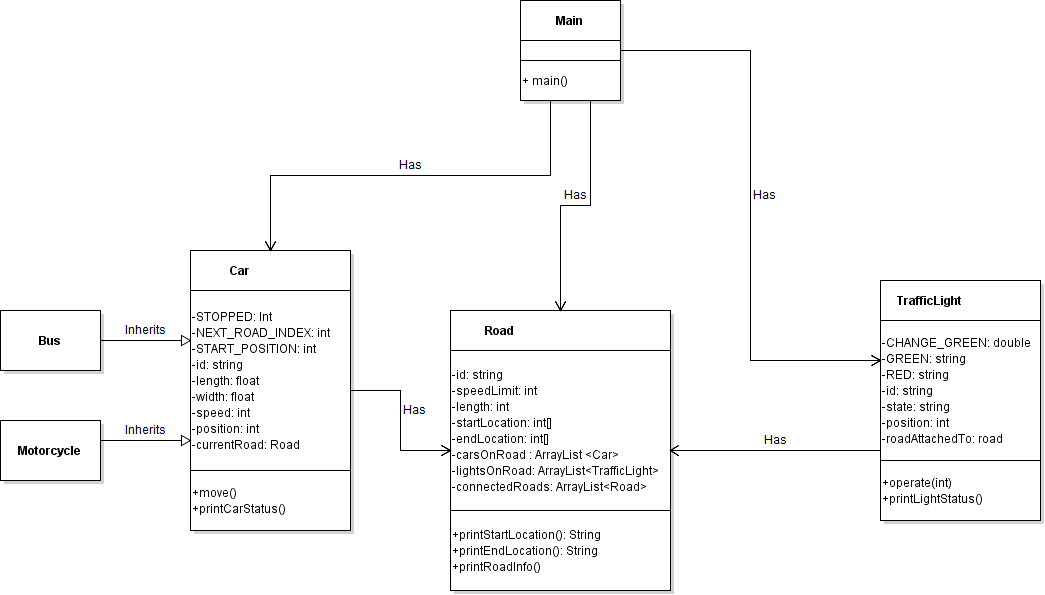 Main
+ main()
Has
Has
Has
Car
-STOPPED: Int
-NEXT_ROAD_INDEX: int
-START_POSITION: int
-id: string
-length: float
-width: float
-speed: int
-position: int
-currentRoad: Road
+move()
+printCarStatus()
Bus
Inherits
Motorcycle
Inherits
Has
Road
-id: string
-speedLimit: int
-length: int
-startLocation: int[]
-endLocation: int[]
-carsOnRoad : ArrayList <Car>
-lightsOnRoad: ArrayList<TrafficLight>
-connectedRoads: ArrayList<Road>
+printStartLocation(): String
+printEndLocation(): String
+printRoadInfo()
Has
TrafficLight
-CHANGE_GREEN: double
-GREEN: string
-RED: string
-id: string
-state: string
-position: int
-roadAttachedTo: road
+operate(int)
+printLightStatus()